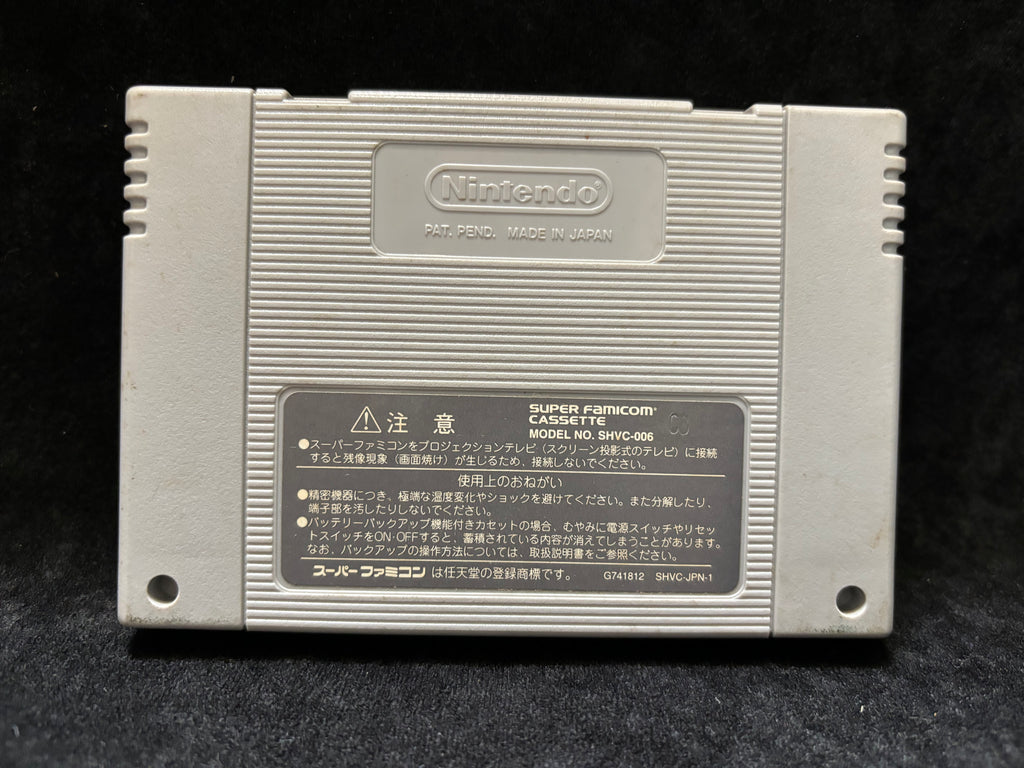 Nintendo®
PAT. PEND. MADE IN JAPAN
⚠注意
SUPER FAMICOM®
CASSETTE
MODEL NO. SHVC-006
●スーパーファミコンをプロジェクションテレビ（スクリーン投影式のテレビ）に接続
すると残像現象（画面焼け）が生じるため、接続しないでください。
使用上のおねがい
●精密機器につき、極端な温度変化やショックを避けてください。また分解したり、
端子部を汚したりしないでください。
●バッテリーバックアップ機能付きカセットの場合、むやみに電源スイッチやリセッ
トスイッチをON・OFFすると、蓄積されている内容が消えてしまうことがあります。
なお、バックアップの操作方法については、取扱説明書をご参照ください。
スーパーファミコンは任天堂の登録商標です。 G741812 SHVC-JPN-1